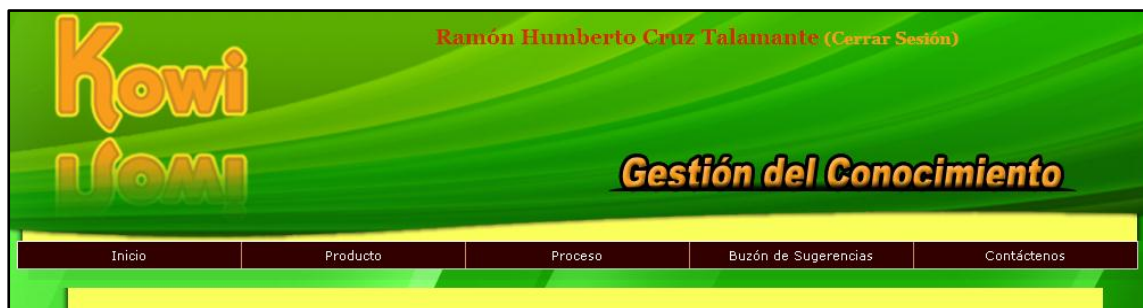 Kowi
Ramón Humberto Cruz Talamante (Cerrar Sesión)
Gestión del Conocimiento
Inicio Producto Proceso Buzón de Sugerencias Contáctenos